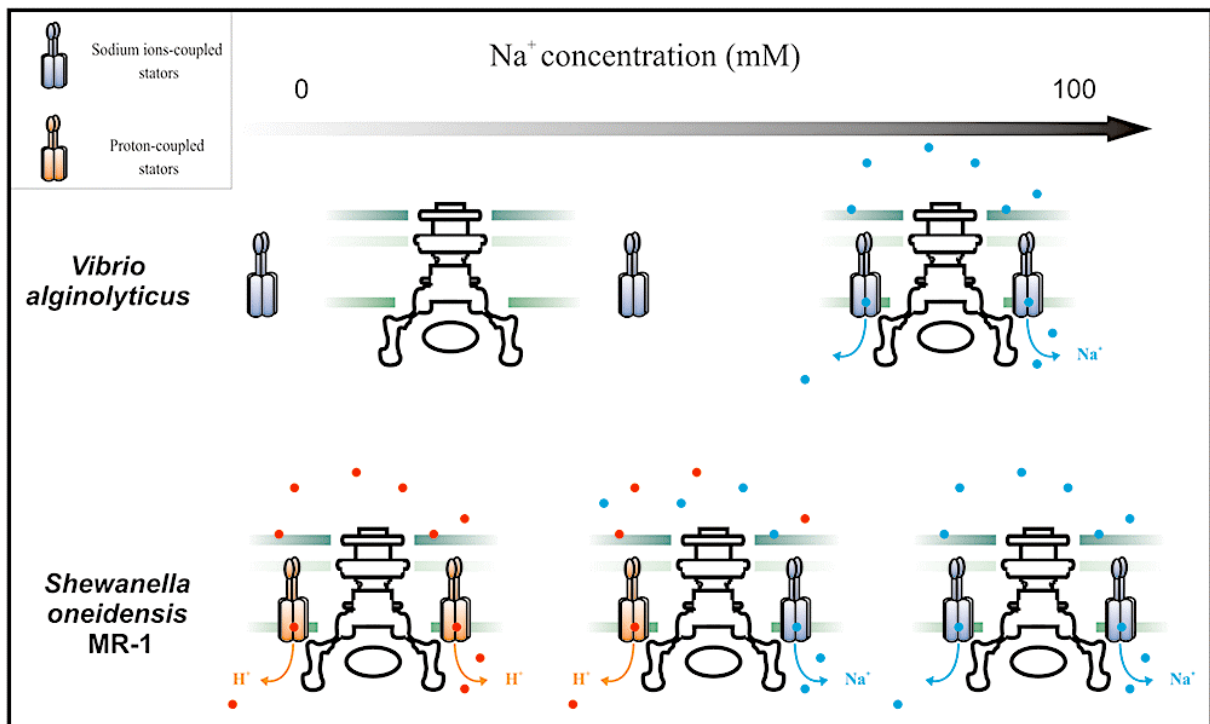 Sodium ions-coupled
stators
Proton-coupled
stators
Na⁺ concentration (mM)
0 100
Vibrio
alginolyticus
Na⁺
Shewanella
oneidensis
MR-1
H⁺ H⁺ H⁺ Na⁺ Na⁺